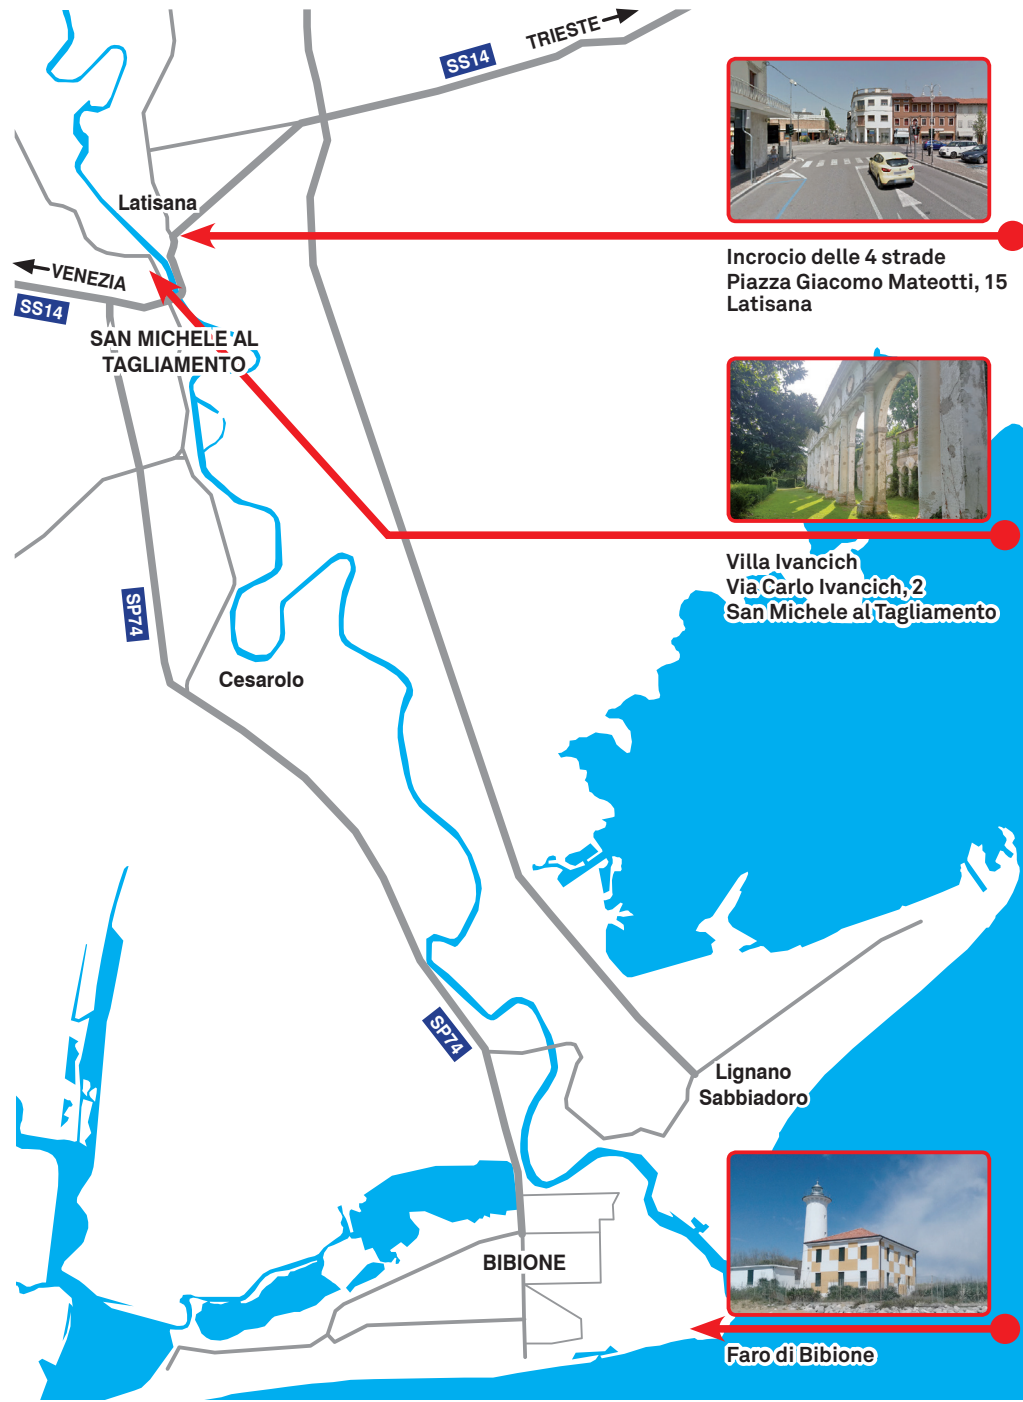 TRIESTE
SS14
Latisana
Incrocio delle 4 strade
Piazza Giacomo Mateotti, 15
Latisana
VENEZIA
SS14
SAN MICHELE AL
TAGLIAMENTO
Villa Ivancich
Via Carlo Ivancich, 2
San Michele al Tagliamento
SP74
Cesarolo
SP74
Lignano
Sabbiadoro
BIBIONE
Faro di Bibione